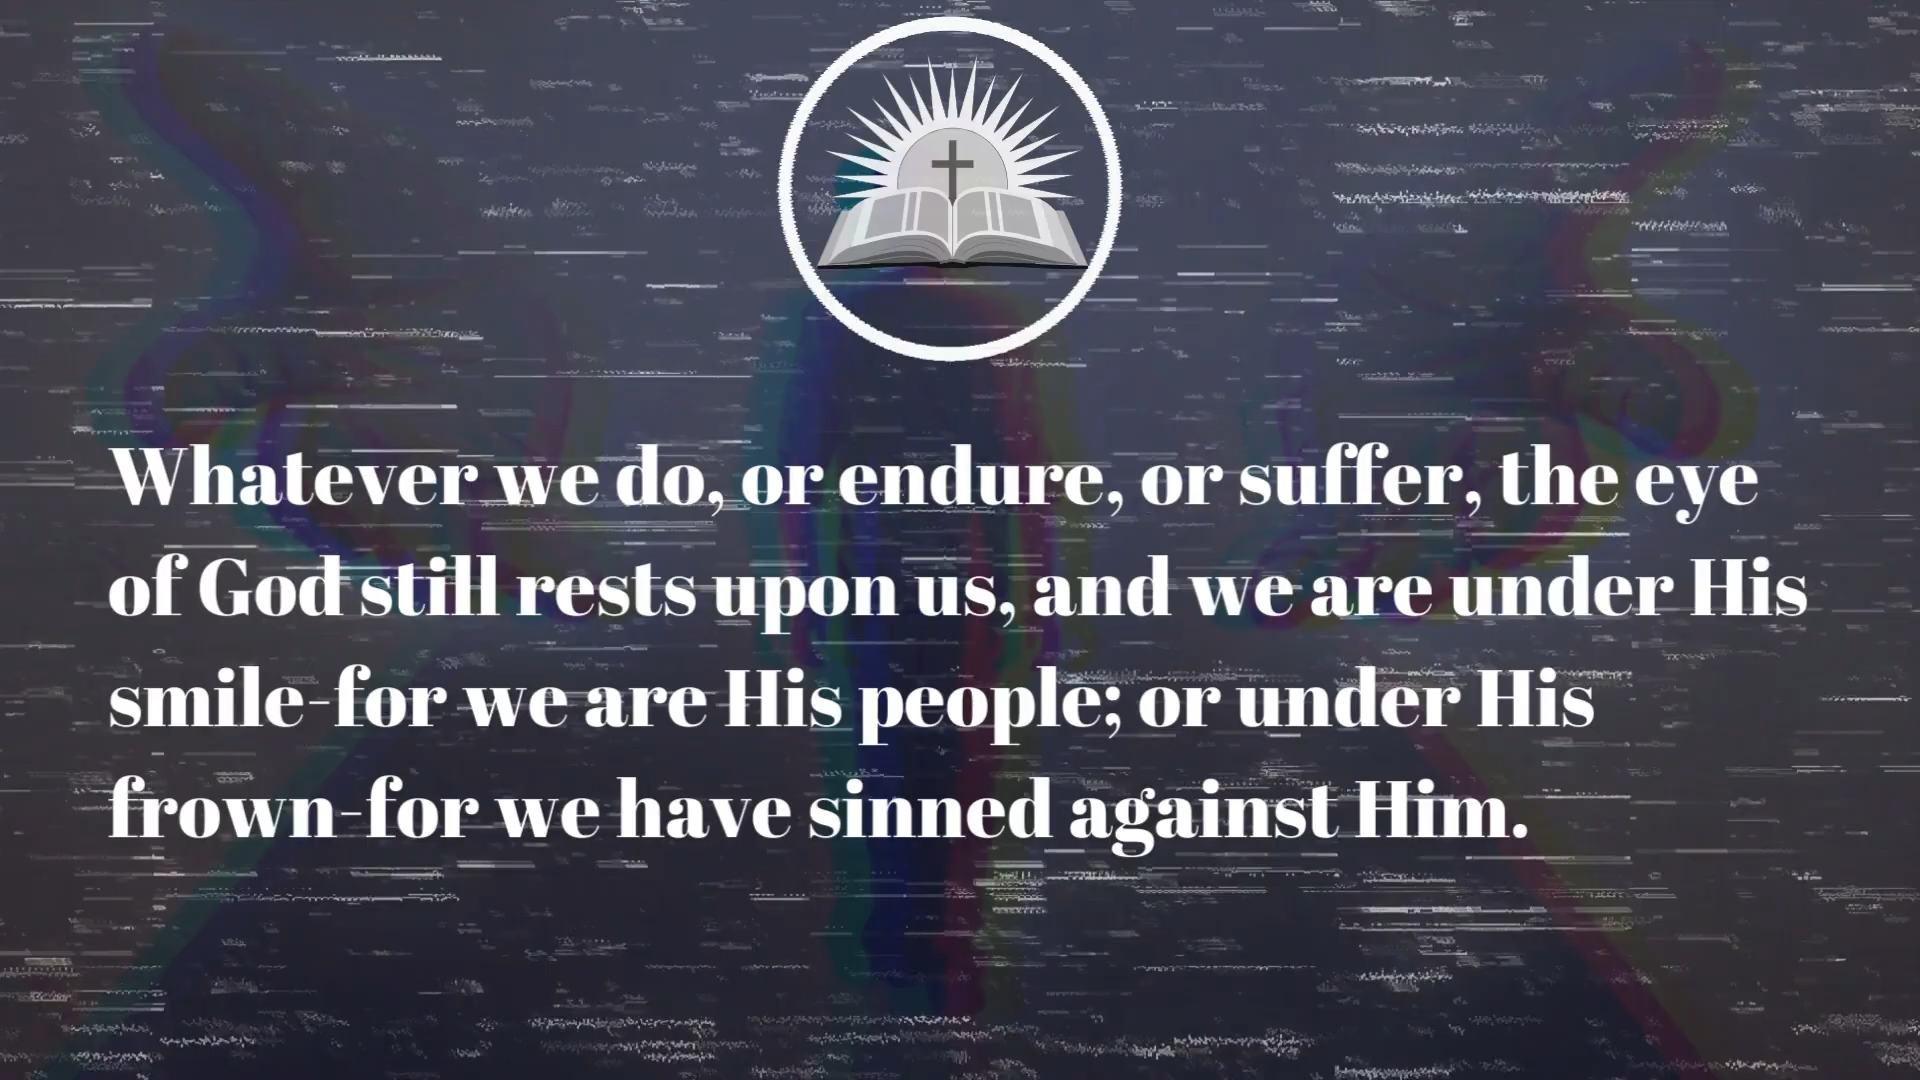 Whatever we do, or endure, or suffer, the eye
of God still rests upon us, and we are under His
smile-for we are His people; or under His
frown-for we have sinned against Him.